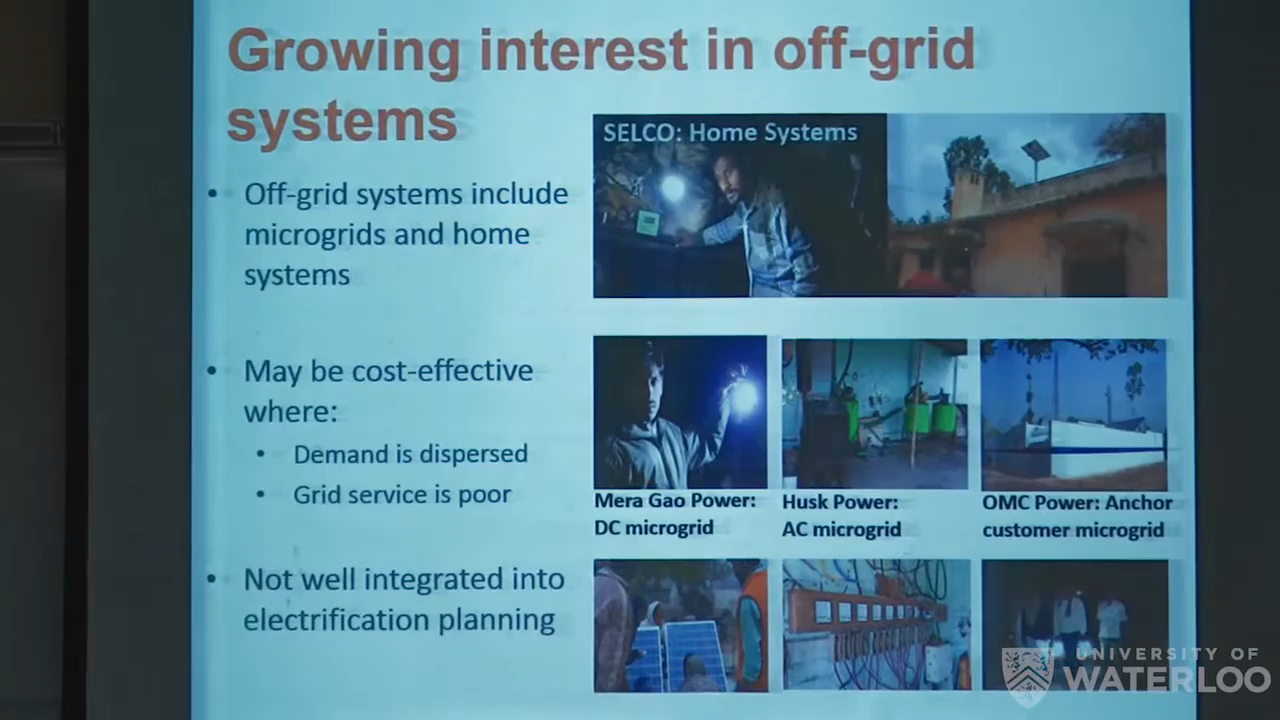 Growing interest in off-grid
systems
• Off-grid systems include
microgrids and home
systems
• May be cost-effective
where:
• Demand is dispersed
• Grid service is poor
• Not well integrated into
electrification planning
SELCO: Home Systems
Mera Gao Power:
DC microgrid
Husk Power:
AC microgrid
OMC Power: Anchor
customer microgrid
UNIVERSITY OF
WATERLOO